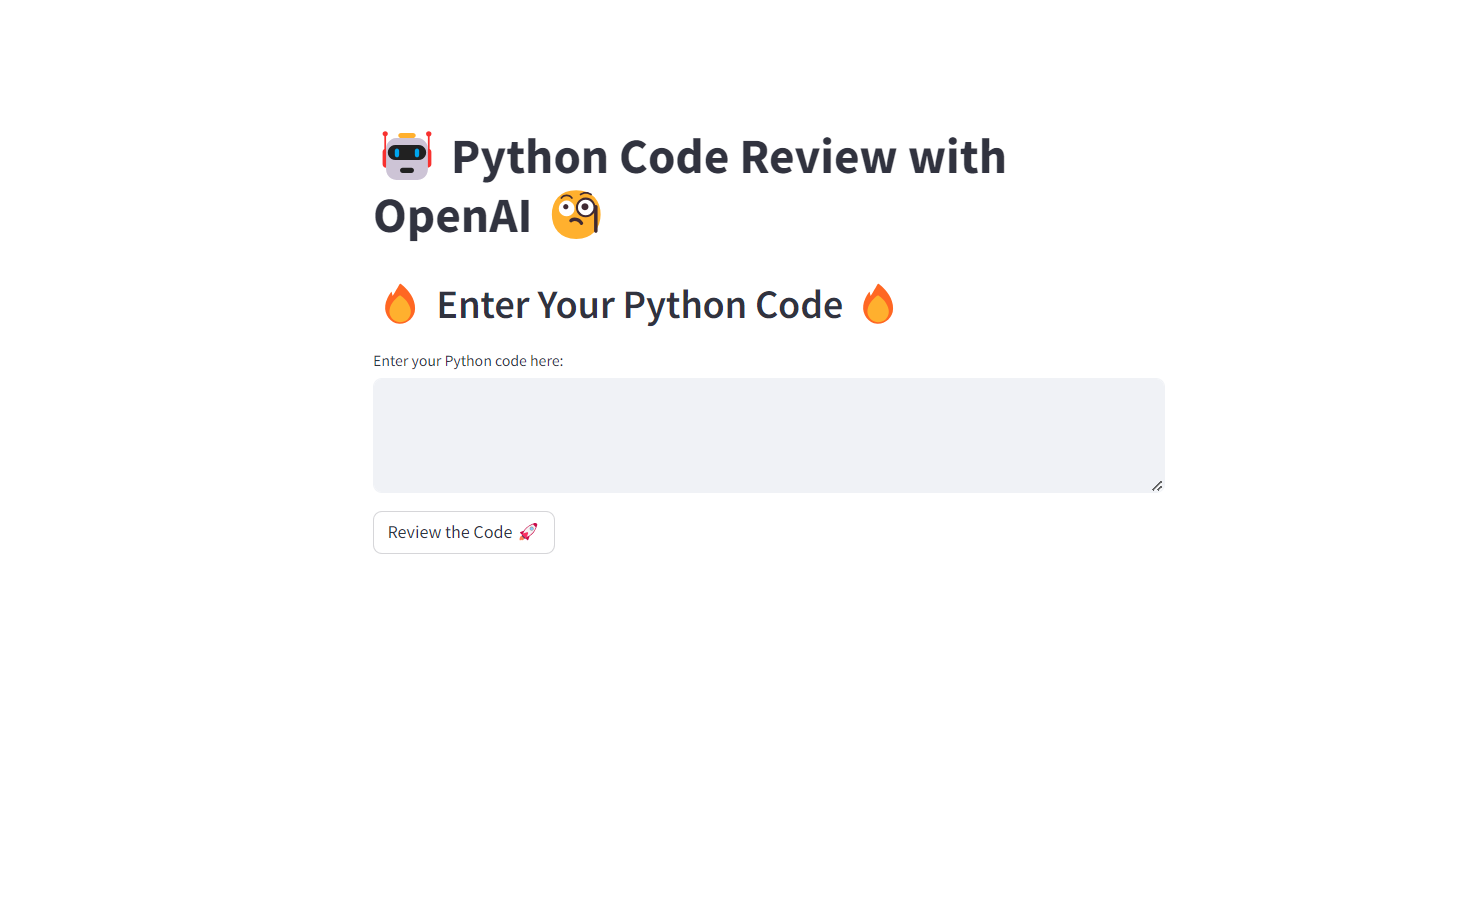 🤖 Python Code Review with
OpenAI 🧐
🔥 Enter Your Python Code 🔥
Enter your Python code here:
Review the Code 🚀